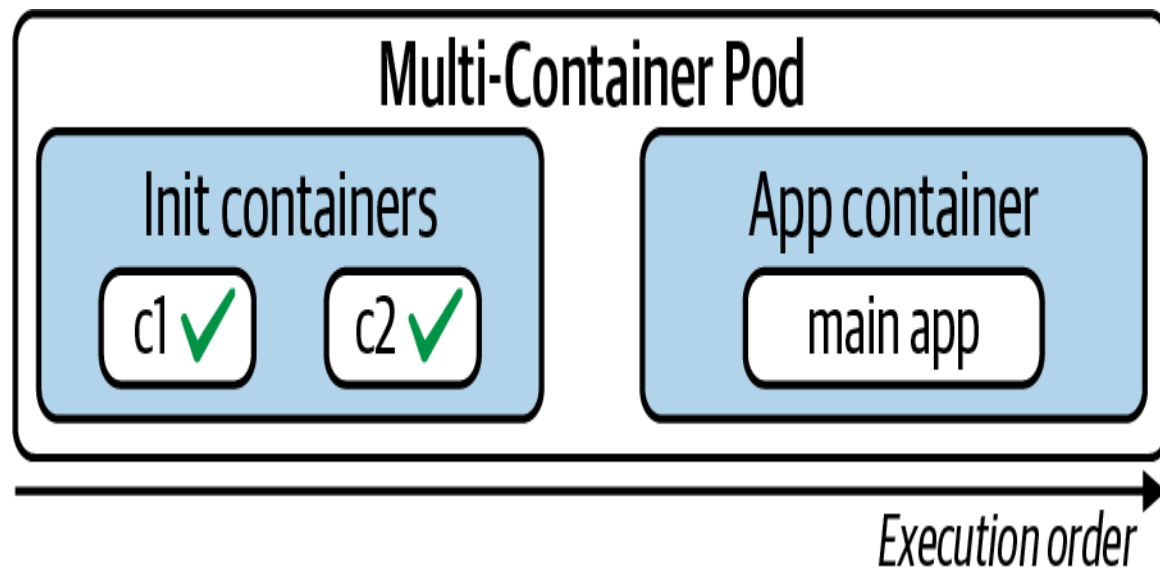 Multi-Container Pod
Init containers
c1
c2
App container
main app
Execution order